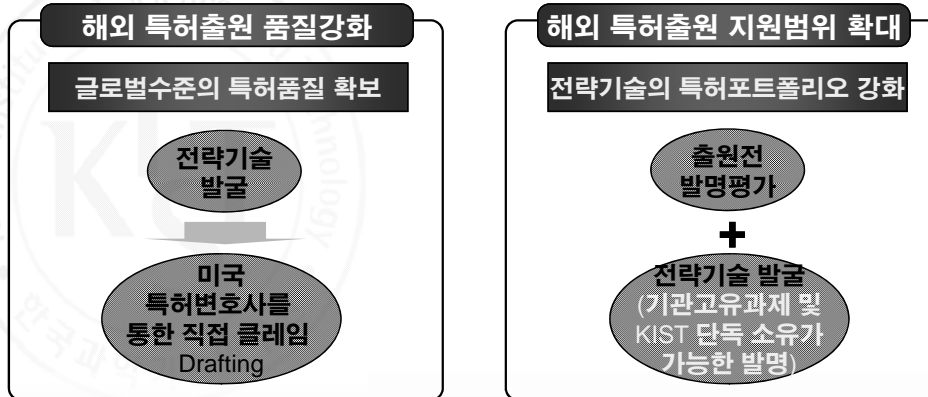 해외 특허출원 품질강화
글로벌수준의 특허품질 확보
전략기술
발굴
미국
특허변호사를
통한 직접 클레임
Drafting
해외 특허출원 지원범위 확대
전략기술의 특허포트폴리오 강화
출원전
발명평가
+
전략기술 발굴
(기관고유과제 및
KIST 단독 소유가
가능한 발명)